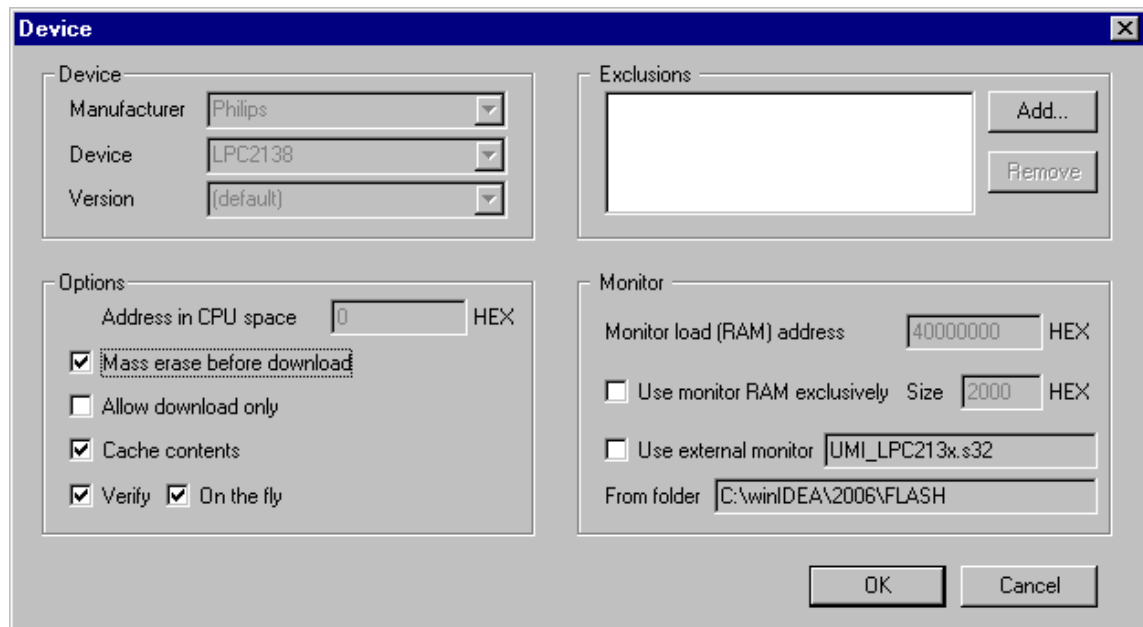 Device
Device
Manufacturer Philips
Device LPC2138
Version (default)
Exclusions
Add...
Remove
Options
Address in CPU space 0 HEX
Mass erase before download
Allow download only
Cache contents
Verify On the fly
Monitor
Monitor load (RAM) address 40000000 HEX
Use monitor RAM exclusively Size 2000 HEX
Use external monitor UMI_LPC213x.s32
From folder C:\winIDEA\2006\FLASH
OK Cancel